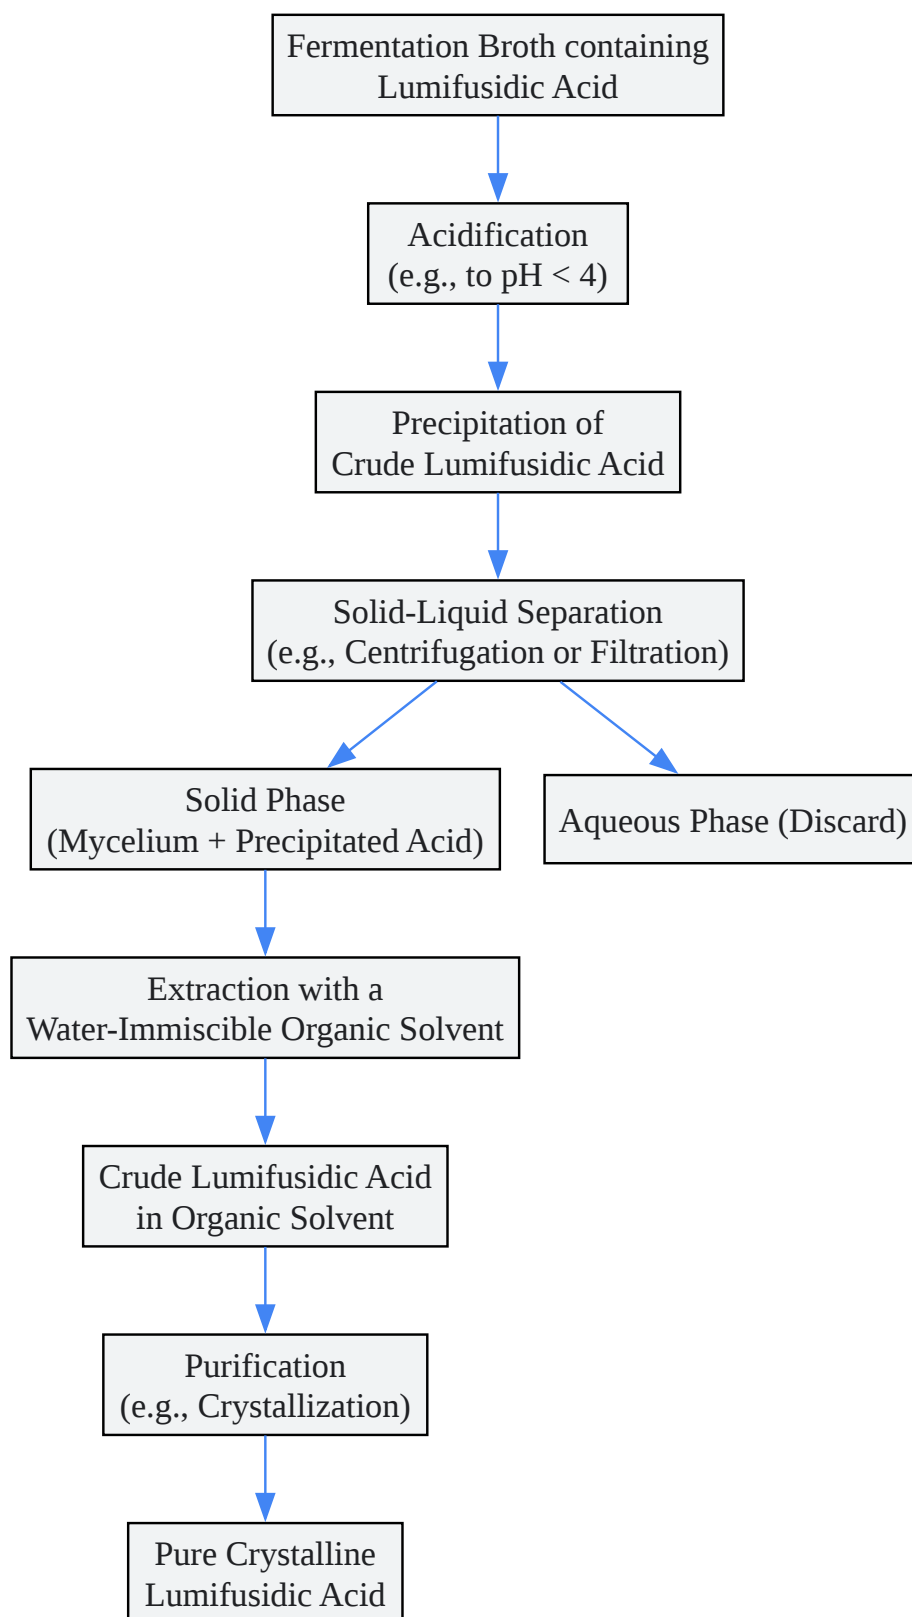 Fermentation Broth containing
Lumifusidic Acid
Acidification
(e.g., to pH < 4)
Precipitation of
Crude Lumifusidic Acid
Solid-Liquid Separation
(e.g., Centrifugation or Filtration)
Solid Phase
(Mycelium + Precipitated Acid)
Aqueous Phase (Discard)
Extraction with a
Water-Immiscible Organic Solvent
Crude Lumifusidic Acid
in Organic Solvent
Purification
(e.g., Crystallization)
Pure Crystalline
Lumifusidic Acid